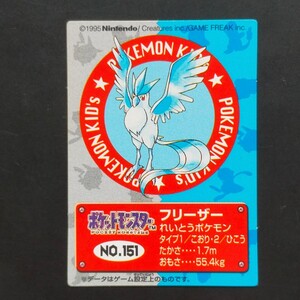 ©1995 Nintendo / Creatures inc. / GAME FREAK inc.
POKEMON KID's
POKEMON KID's
POKEMON KID's
ポケットモンスター
NO.151
フリーザー
れいとうポケモン
タイプ1/こおり・2/ひこう
たかさ‥‥1.7m
おもさ‥‥55.4kg
※データはゲーム設定上のものです。